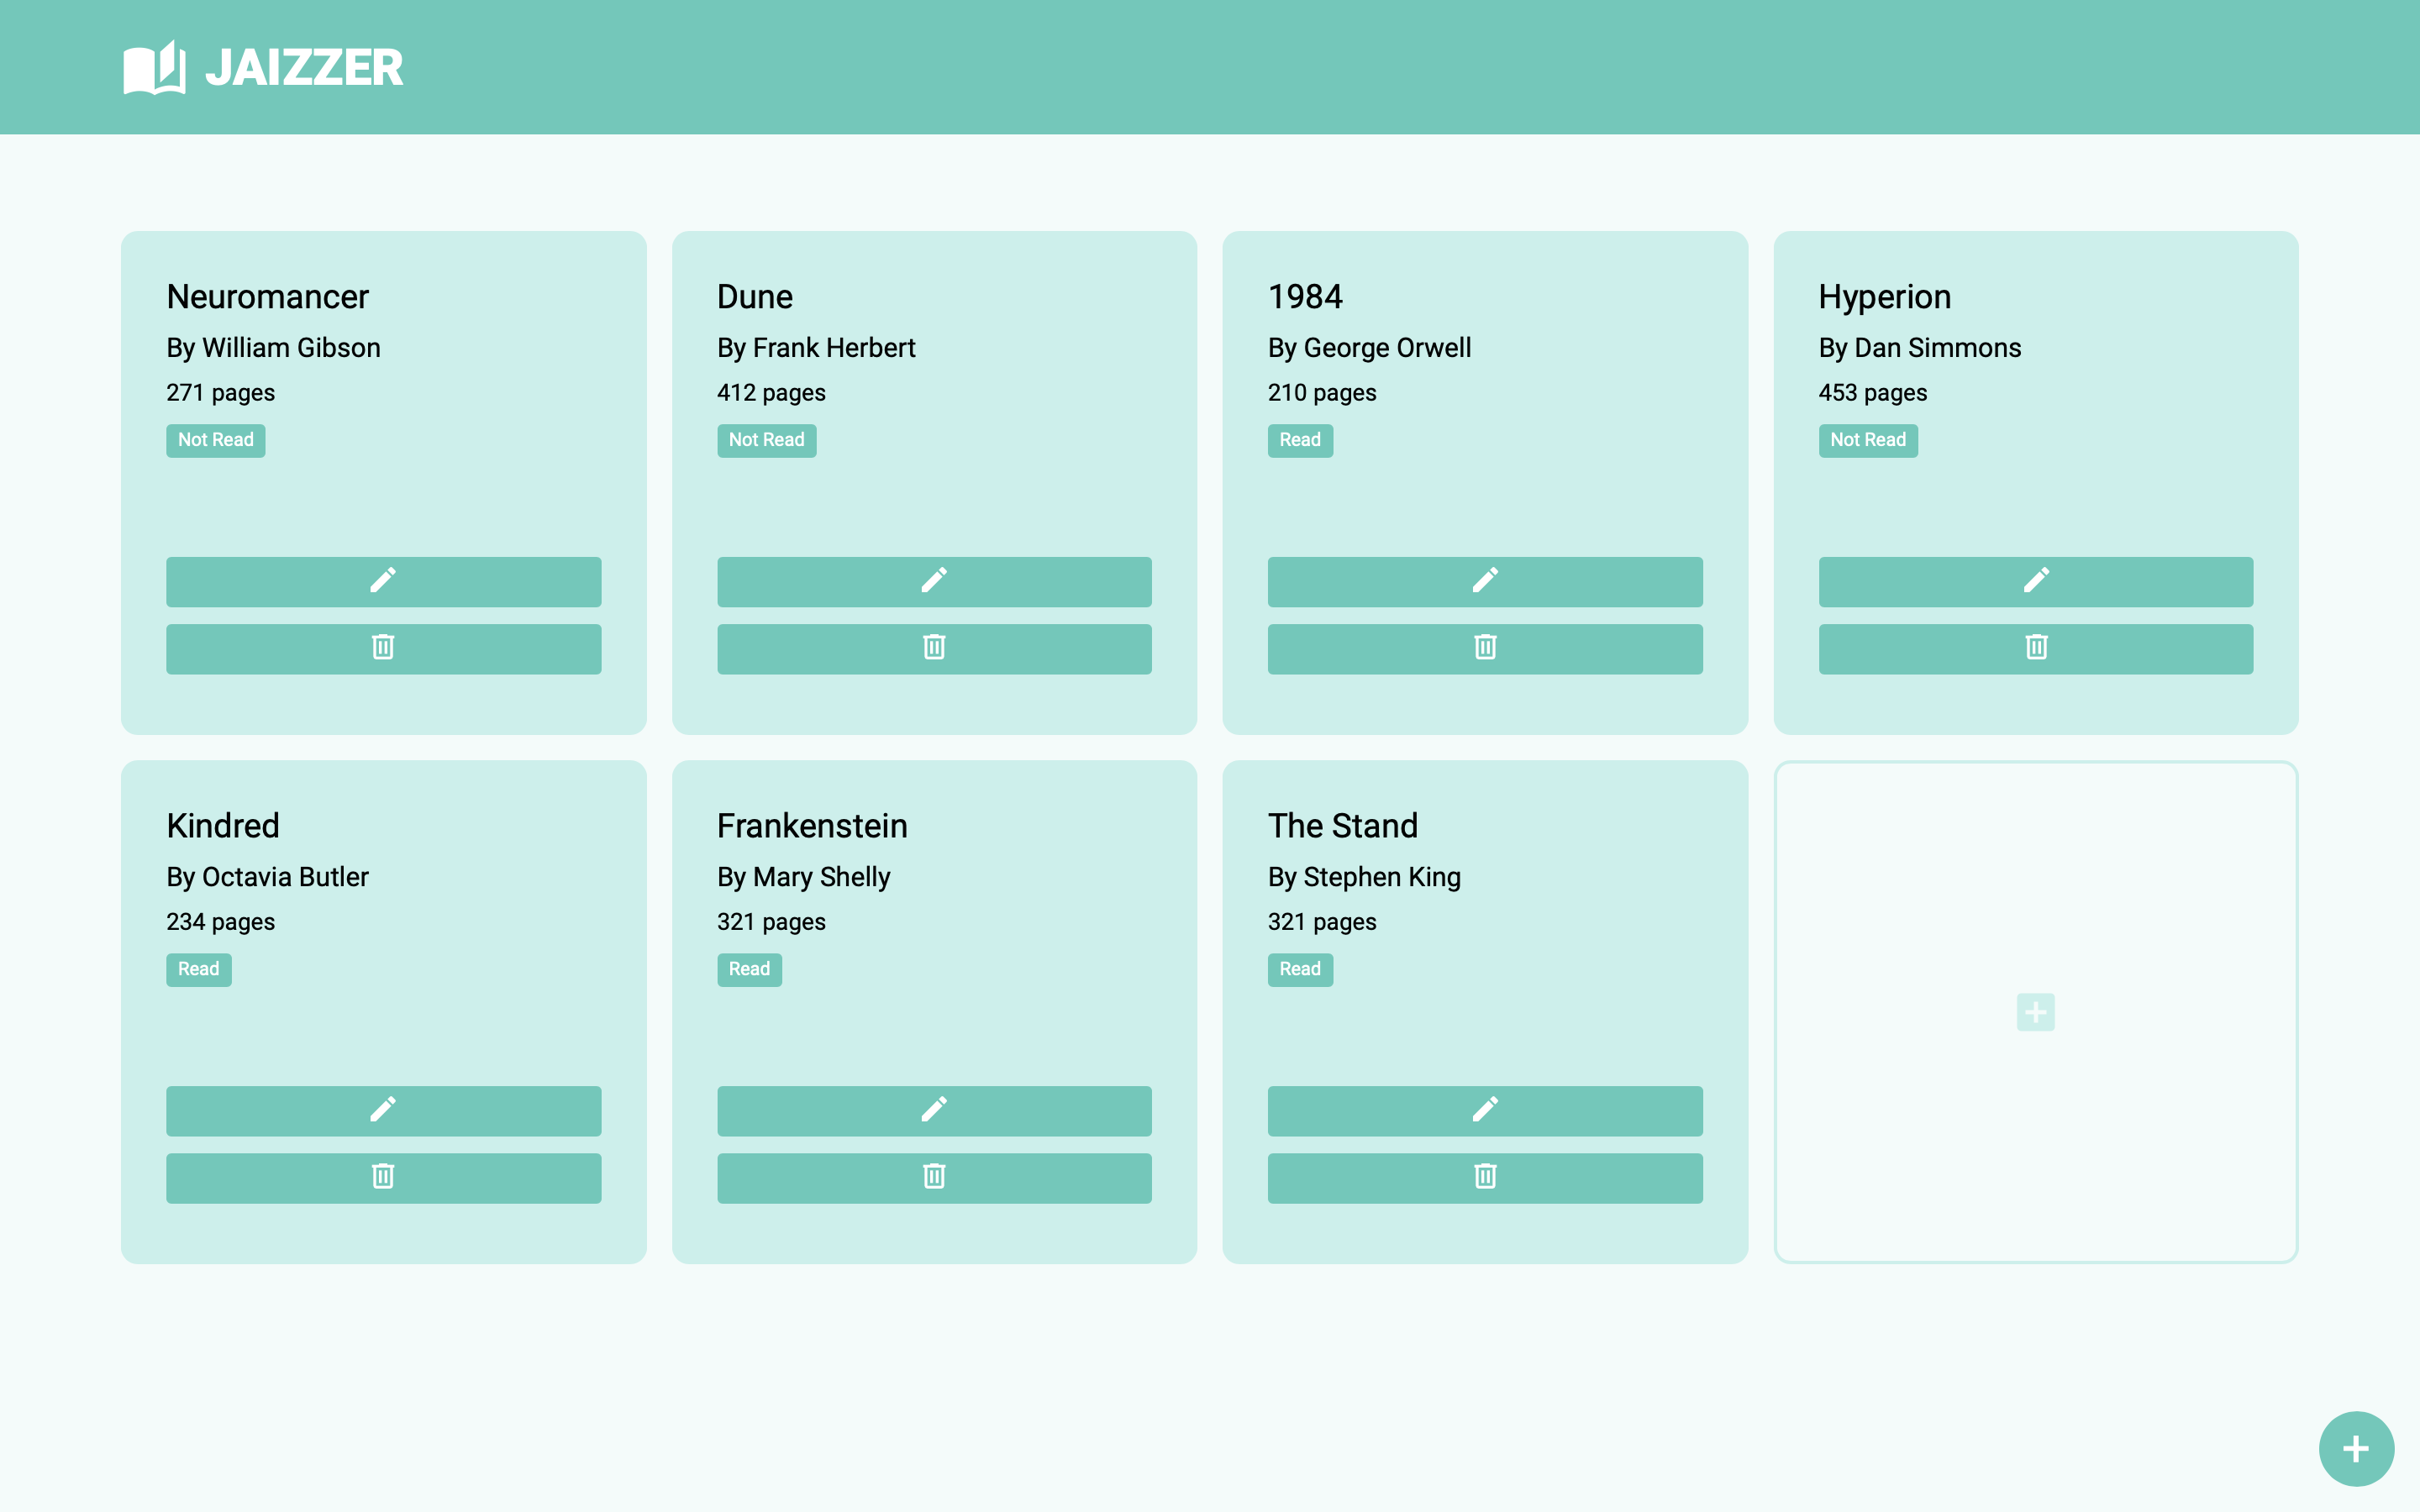 JAIZZER
Neuromancer
By William Gibson
271 pages
Not Read
Dune
By Frank Herbert
412 pages
Not Read
1984
By George Orwell
210 pages
Read
Hyperion
By Dan Simmons
453 pages
Not Read
Kindred
By Octavia Butler
234 pages
Read
Frankenstein
By Mary Shelly
321 pages
Read
The Stand
By Stephen King
321 pages
Read